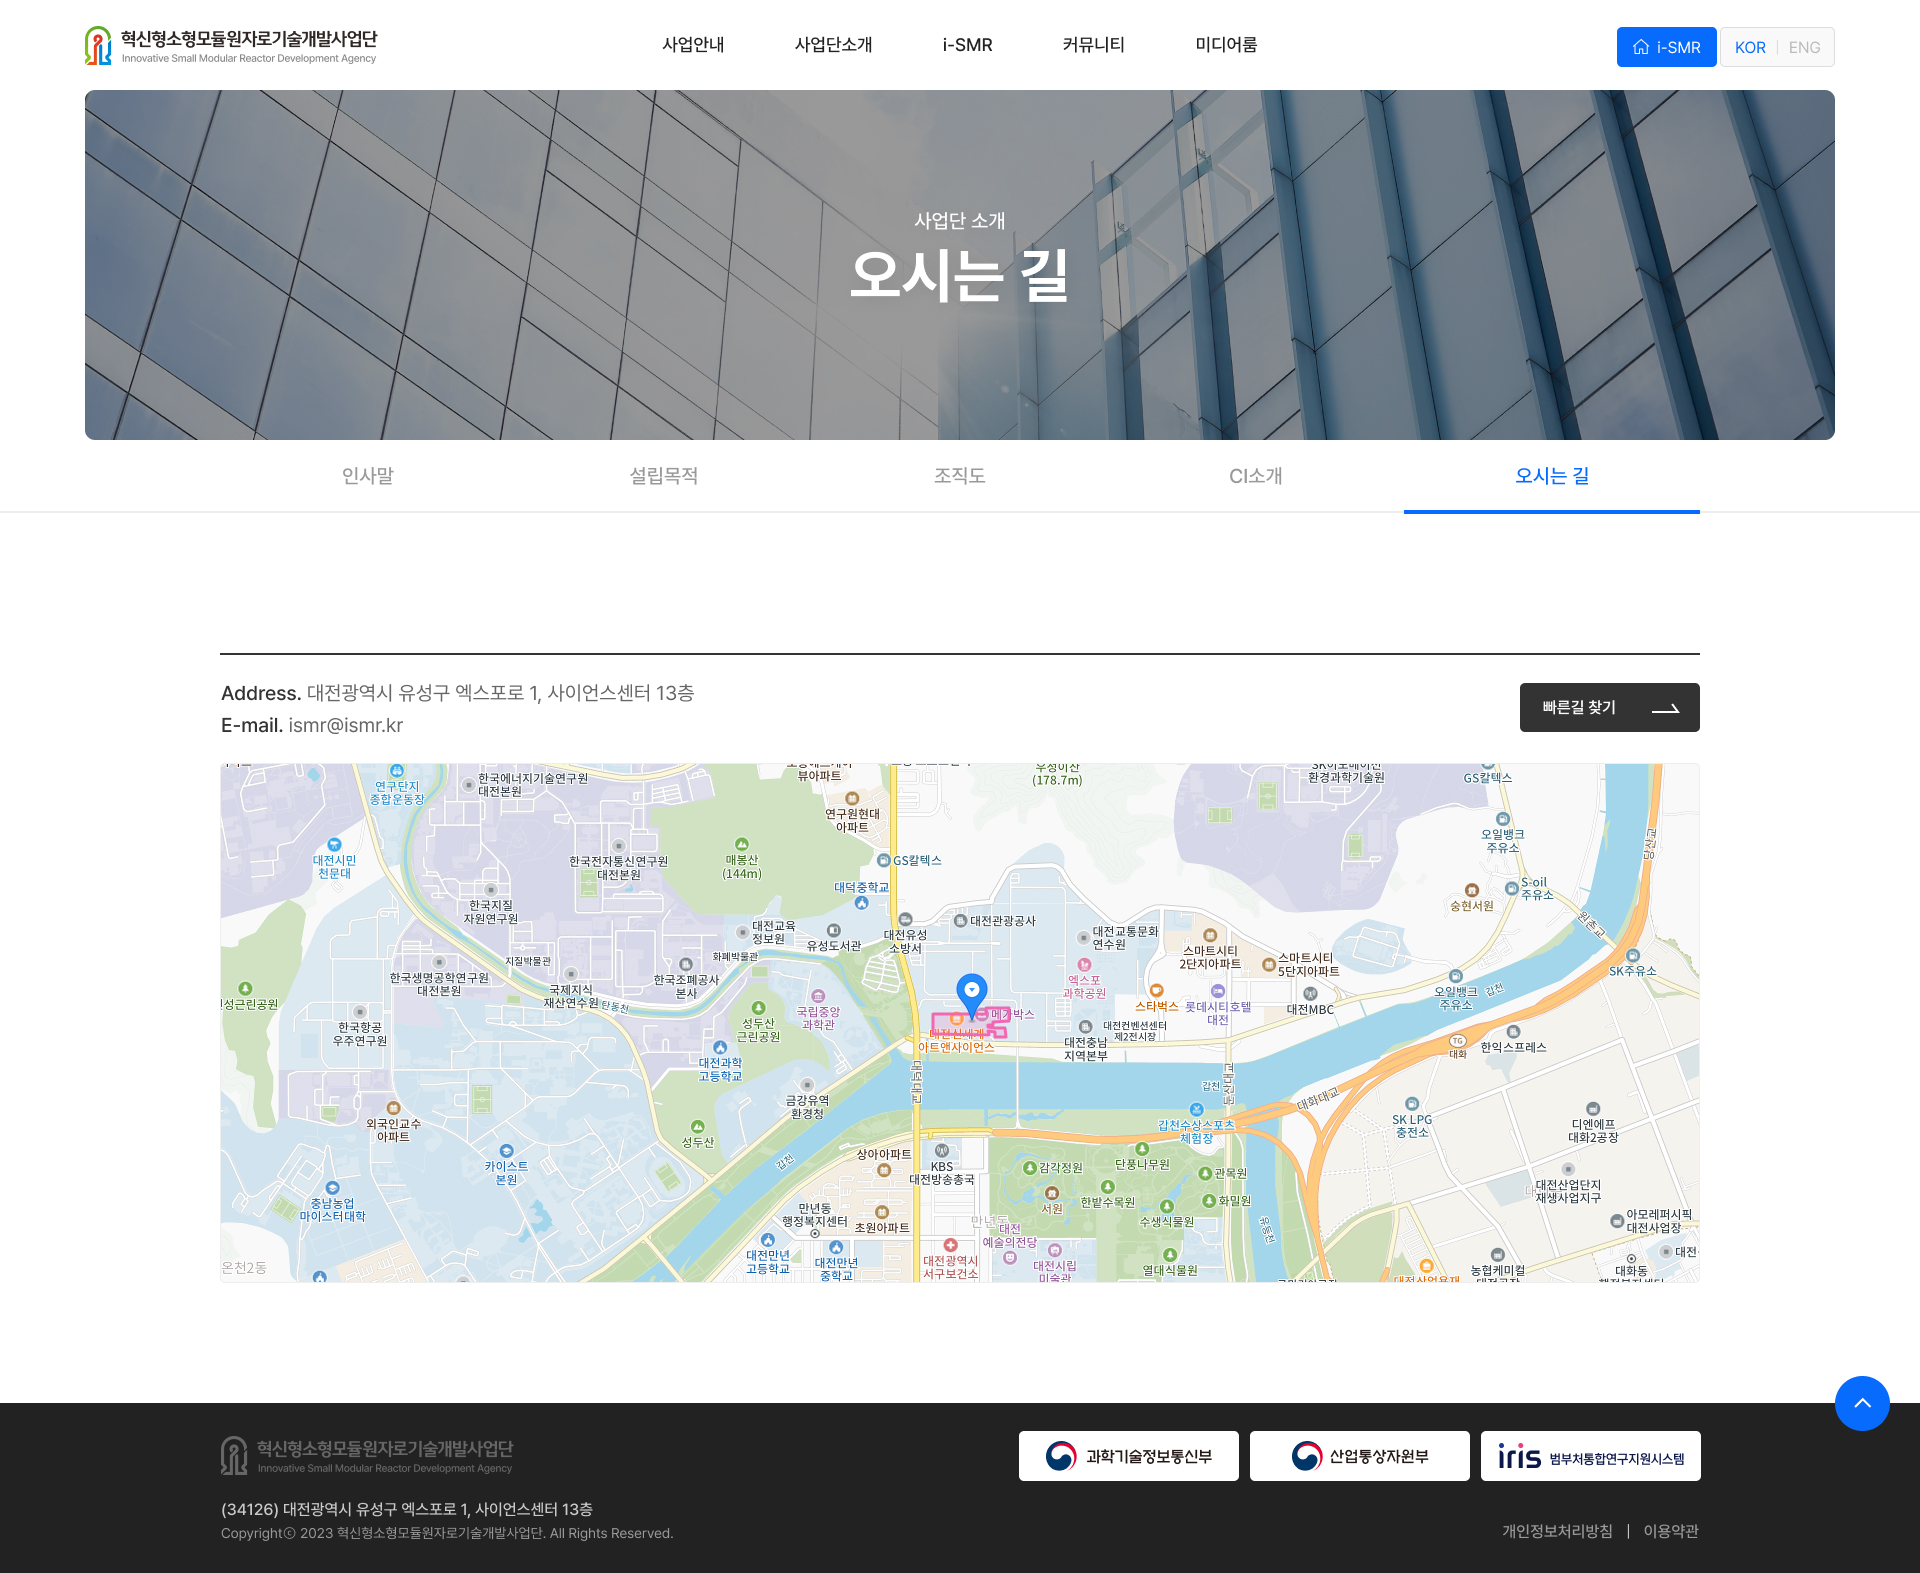 혁신형소형모듈원자로기술개발사업단
Innovative Small Modular Reactor Development Agency
사업안내
사업단소개
i-SMR
커뮤니티
미디어룸
i-SMR
KOR
ENG
사업단 소개
오시는 길
인사말
설립목적
조직도
CI소개
오시는 길
Address. 대전광역시 유성구 엑스포로 1, 사이언스센터 13층
E-mail. ismr@ismr.kr
빠른길 찾기
연구단지
종합운동장
한국에너지기술연구원
대전본원
뷰아파트
연구원현대
아파트
우성이산
(178.7m)
환경과학기술원
GS칼텍스
오일뱅크
주유소
당산교
대전시민
천문대
한국전자통신연구원
대전본원
매봉산
(144m)
GS칼텍스
대덕중학교
S-oil
주유소
숭현서원
원촌교
한국지질
자원연구원
대전교육
정보원
유성도서관
대전유성
소방서
대전관광공사
대전교통문화
연수원
스마트시티
2단지아파트
스마트시티
5단지아파트
SK주유소
지질박물관
화폐박물관
한국생명공학연구원
대전본원
국제지식
재산연수원
탄동천
한국조폐공사
본사
엑스포
과학공원
스타벅스
롯데시티호텔
대전
대전MBC
오일뱅크
주유소
갑천
성근린공원
한국항공
우주연구원
성두산
근린공원
국립중앙
과학관
메가박스
대전신세계
아트앤사이언스
대전충남
지역본부
대전컨벤션센터
제2전시장
TG
대화
한익스프레스
대전과학
고등학교
금강유역
환경청
대덕대교
갑천
둔산대교
대화대교
외국인교수
아파트
성두산
갑천수상스포츠
체험장
SK LPG
충전소
디엔에프
대화2공장
카이스트
본원
갑천
상아아파트
KBS
대전방송총국
감각정원
단풍나무원
관목원
충남농업
마이스터대학
만년동
행정복지센터
초원아파트
서원
한밭수목원
수생식물원
화밀원
유등천
대전산업단지
재생사업지구
아모레퍼시픽
대전사업장
만년동
대전
예술의전당
대전만년
고등학교
대전만년
중학교
대전광역시
서구보건소
대전시립
미술관
열대식물원
농협케미컬
대화동
대전
온천2동
혁신형소형모듈원자로기술개발사업단
Innovative Small Modular Reactor Development Agency
과학기술정보통신부
산업통상자원부
iris 범부처통합연구지원시스템
(34126) 대전광역시 유성구 엑스포로 1, 사이언스센터 13층
Copyrightⓒ 2023 혁신형소형모듈원자로기술개발사업단. All Rights Reserved.
개인정보처리방침 | 이용약관